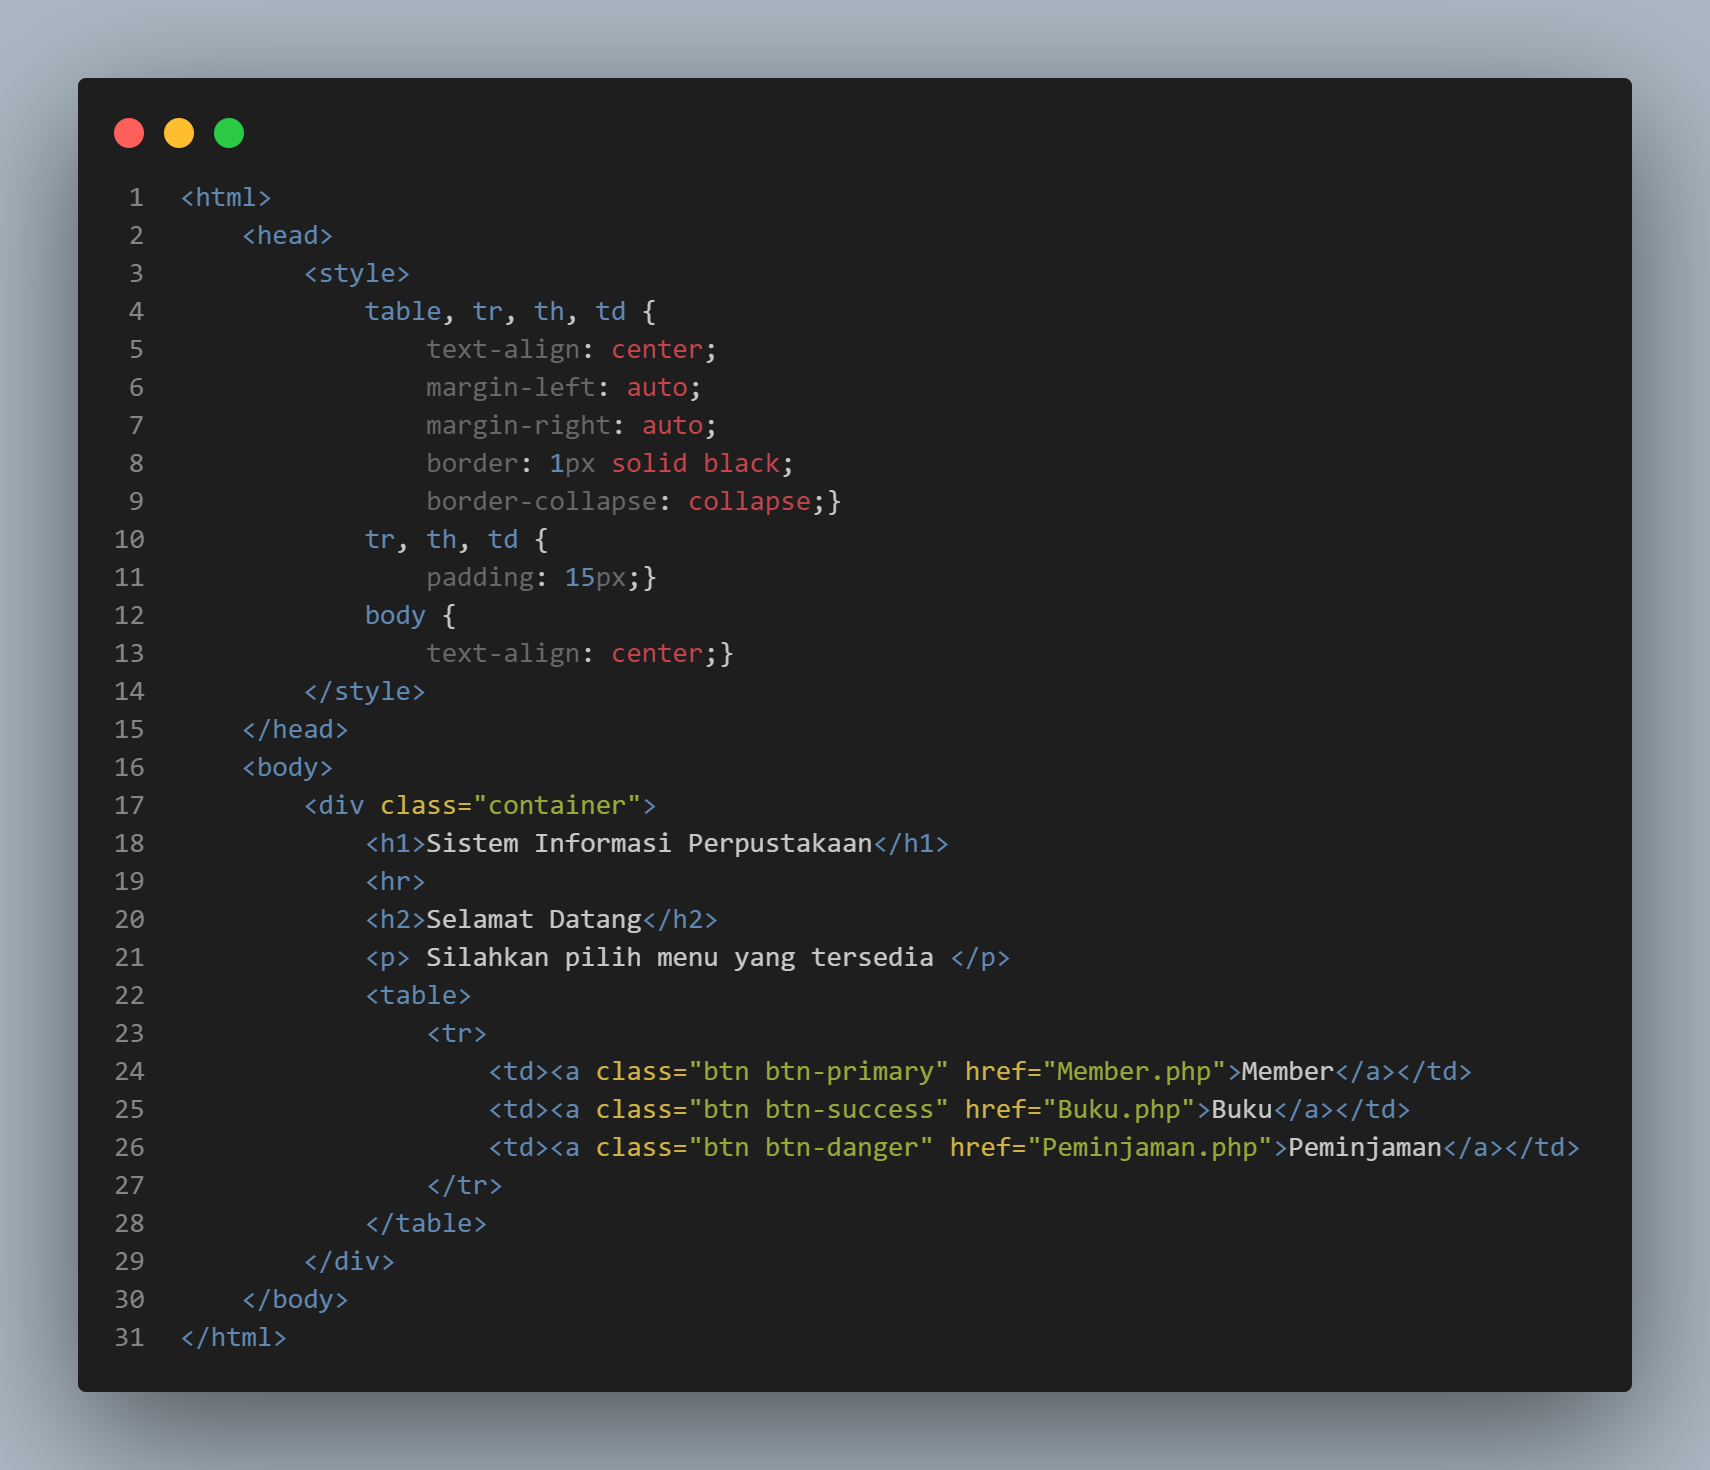 1 <html>
2     <head>
3         <style>
4             table, tr, th, td {
5                 text-align: center;
6                 margin-left: auto;
7                 margin-right: auto;
8                 border: 1px solid black;
9                 border-collapse: collapse;}
10             tr, th, td {
11                 padding: 15px;}
12             body {
13                 text-align: center;}
14         </style>
15     </head>
16     <body>
17         <div class="container">
18             <h1>Sistem Informasi Perpustakaan</h1>
19             <hr>
20             <h2>Selamat Datang</h2>
21             <p> Silahkan pilih menu yang tersedia </p>
22             <table>
23                 <tr>
24                     <td><a class="btn btn-primary" href="Member.php">Member</a></td>
25                     <td><a class="btn btn-success" href="Buku.php">Buku</a></td>
26                     <td><a class="btn btn-danger" href="Peminjaman.php">Peminjaman</a></td>
27                 </tr>
28             </table>
29         </div>
30     </body>
31 </html>